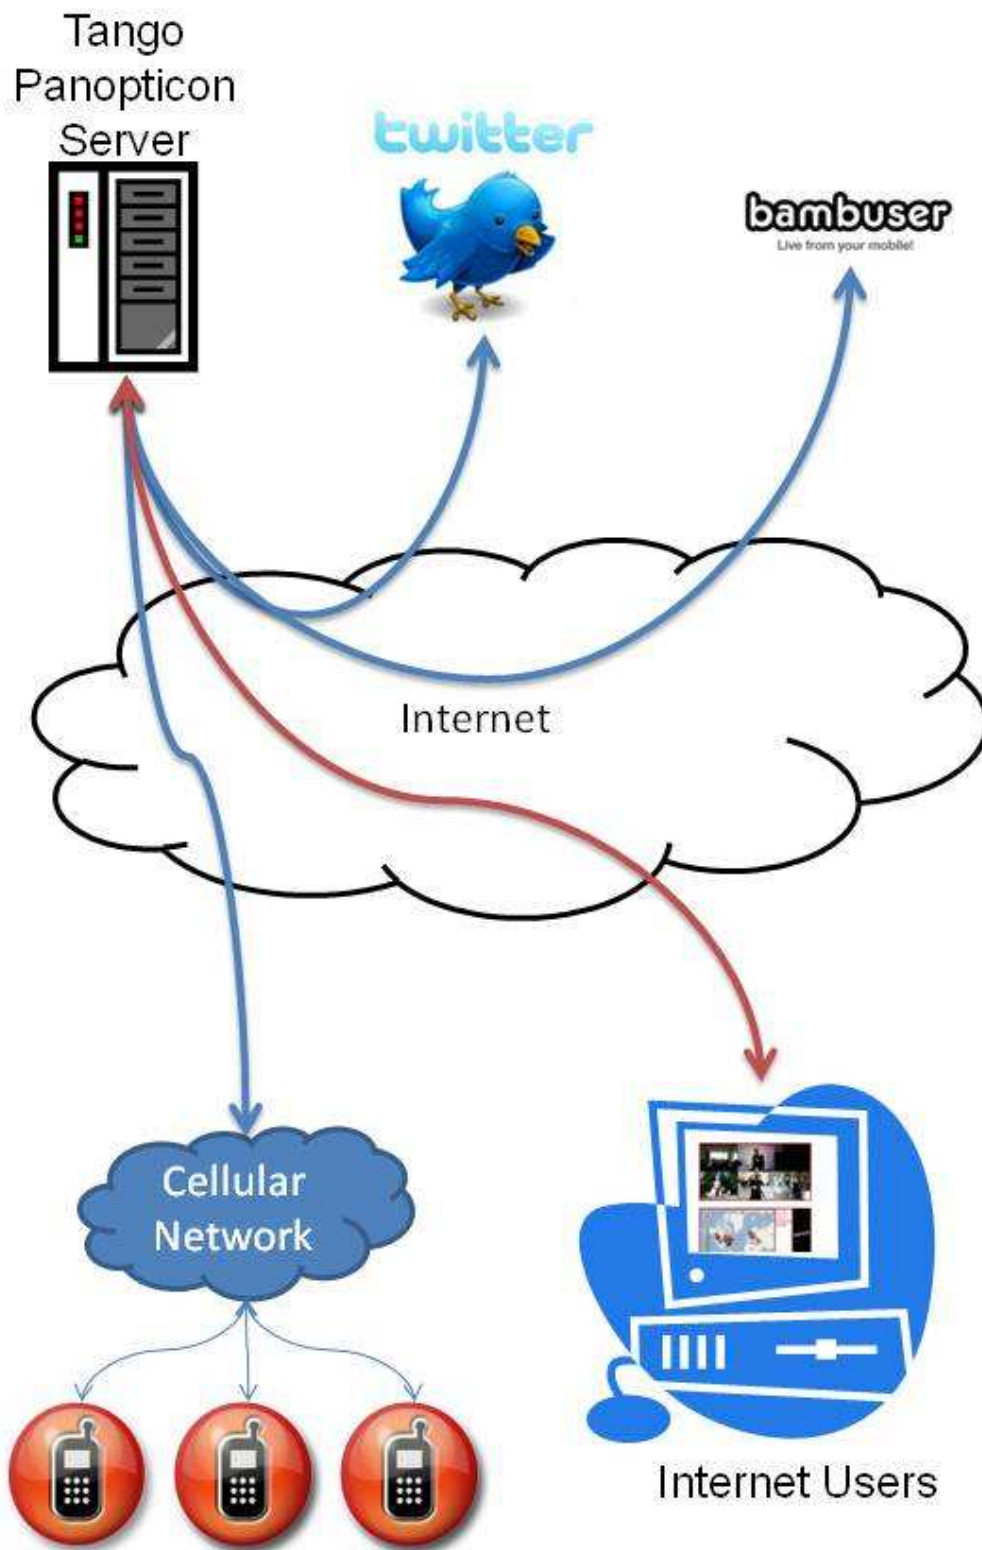 Tango
Panopticon
Server
twitter
bambuser
Live from your mobile!
Internet
Cellular
Network
Internet Users